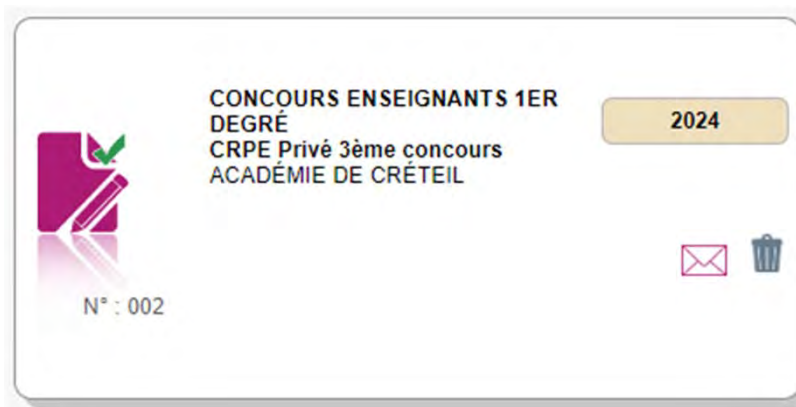 CONCOURS ENSEIGNANTS 1ER
DEGRÉ
CRPE Privé 3ème concours
ACADÉMIE DE CRÉTEIL
2024
N° : 002